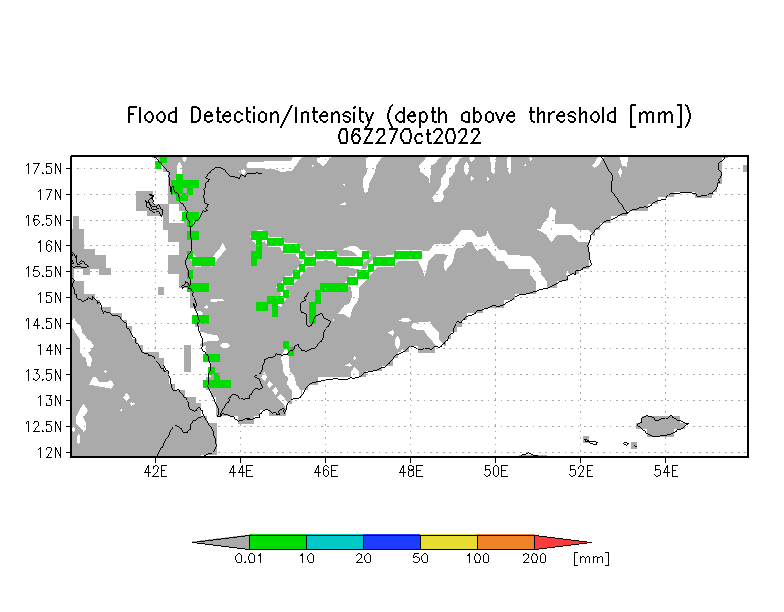 Flood Detection/Intensity (depth above threshold [mm])
06Z27Oct2022
17.5N
17N
16.5N
16N
15.5N
15N
14.5N
14N
13.5N
13N
12.5N
12N
42E 44E 46E 48E 50E 52E 54E
0.01 10 20 50 100 200 [mm]